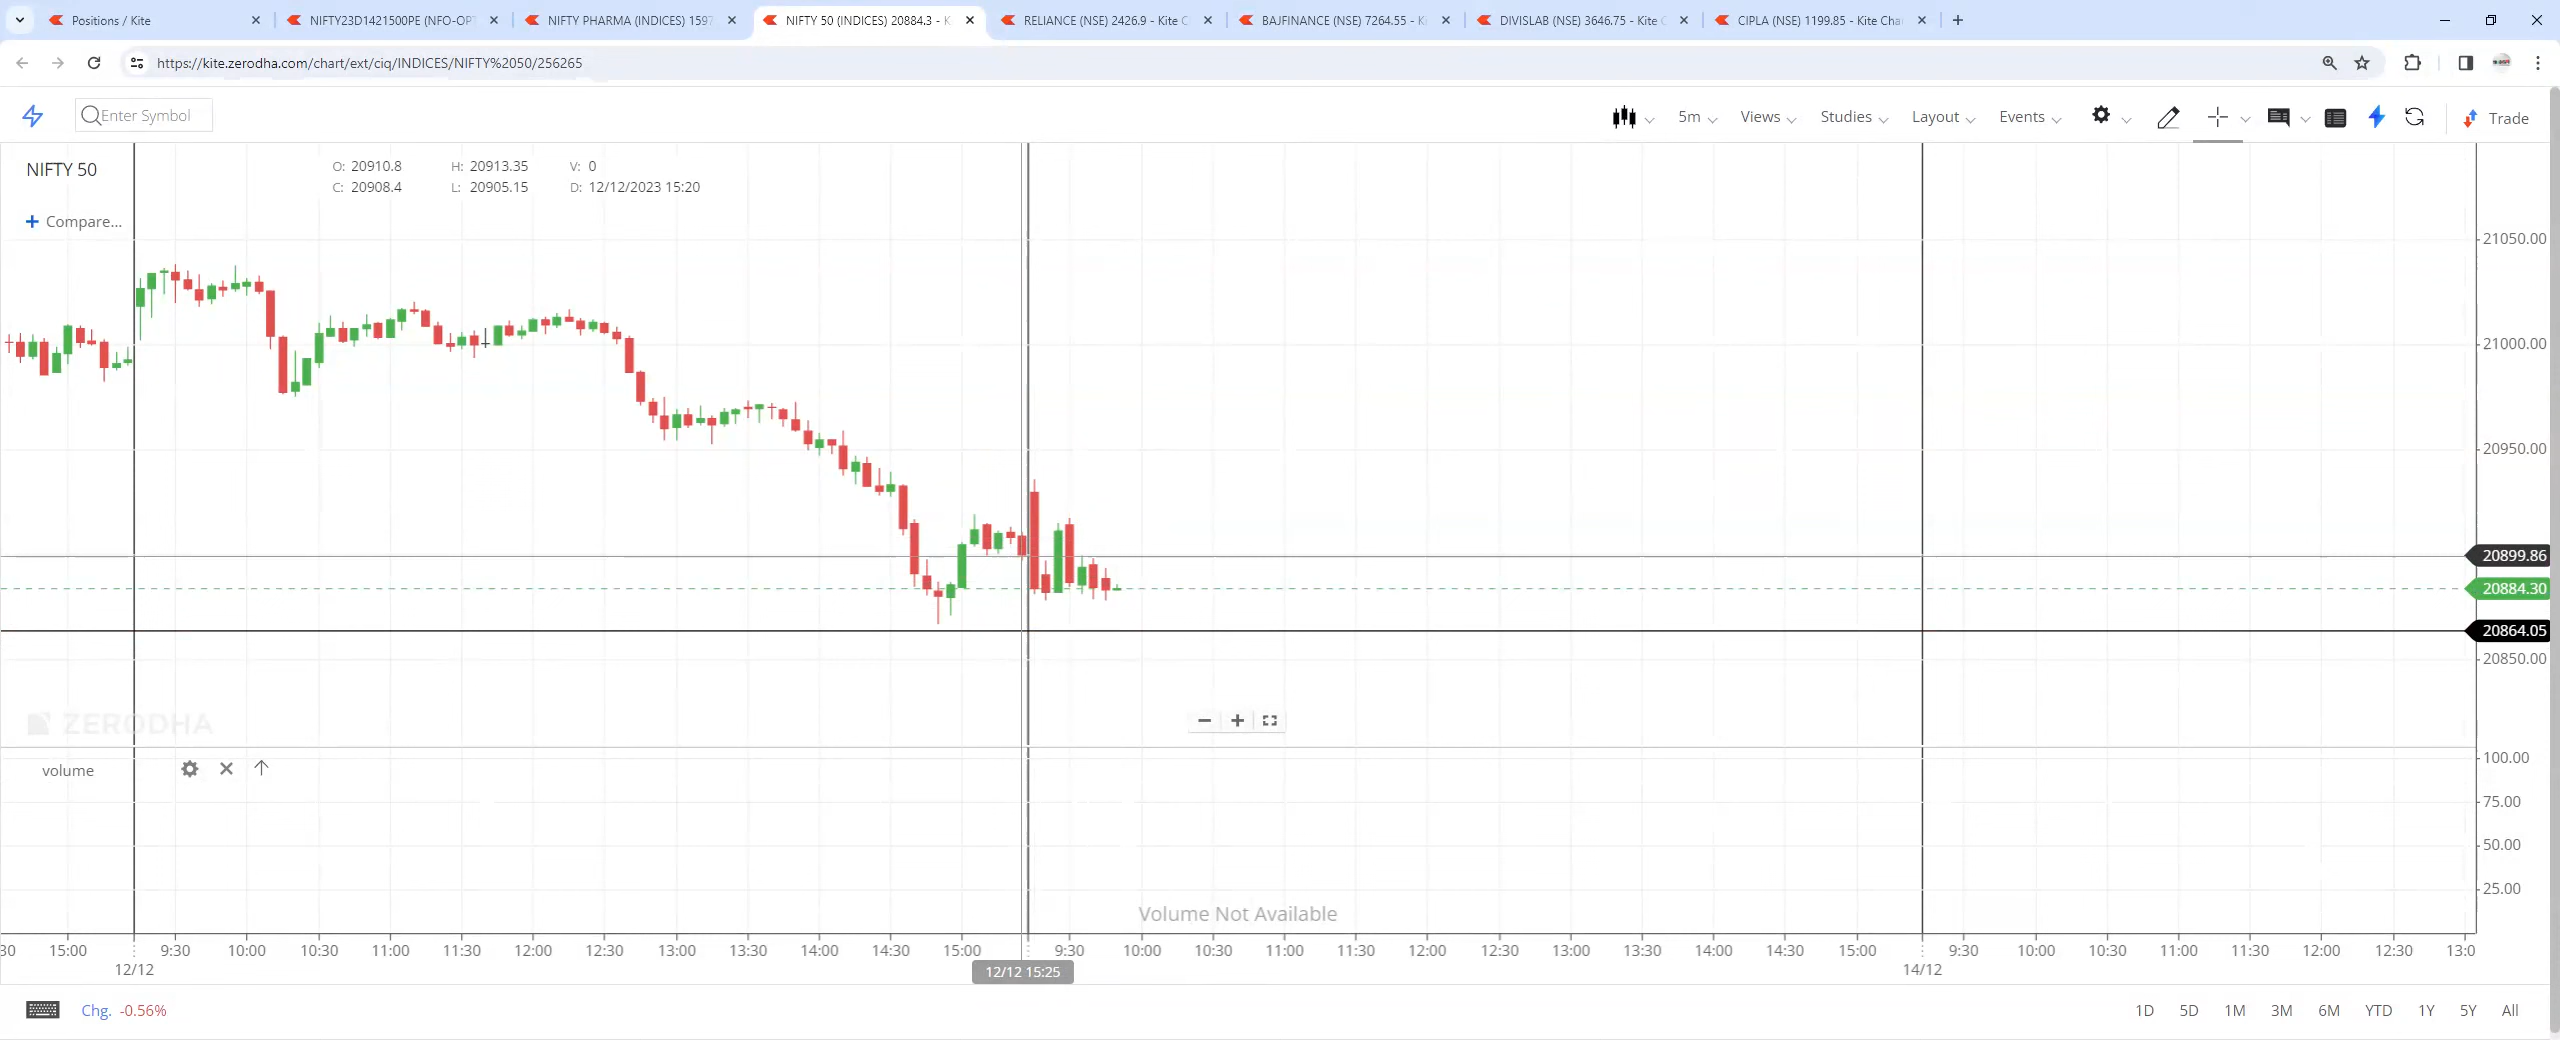 Positions / Kite
NIFTY23D1421500PE (NFO-OPT
NIFTY PHARMA (INDICES) 1597
NIFTY 50 (INDICES) 20884.3 - K
RELIANCE (NSE) 2426.9 - Kite C
BAJFINANCE (NSE) 7264.55 - Ki
DIVISLAB (NSE) 3646.75 - Kite C
CIPLA (NSE) 1199.85 - Kite Cha
https://kite.zerodha.com/chart/ext/ciq/INDICES/NIFTY%2050/256265
Enter Symbol
5m
Views
Studies
Layout
Events
Trade
NIFTY 50
O: 20910.8 H: 20913.35 V: 0
C: 20908.4 L: 20905.15 D: 12/12/2023 15:20
+ Compare...
21050.00
21000.00
20950.00
20899.86
20884.30
20864.05
20850.00
ZERODHA
volume
100.00
75.00
50.00
25.00
Volume Not Available
30 15:00 9:30 10:00 10:30 11:00 11:30 12:00 12:30 13:00 13:30 14:00 14:30 15:00 9:30 10:00 10:30 11:00 11:30 12:00 12:30 13:00 13:30 14:00 14:30 15:00 9:30 10:00 10:30 11:00 11:30 12:00 12:30 13:0
12/12 12/12 15:25 14/12
Chg. -0.56%
1D 5D 1M 3M 6M YTD 1Y 5Y All